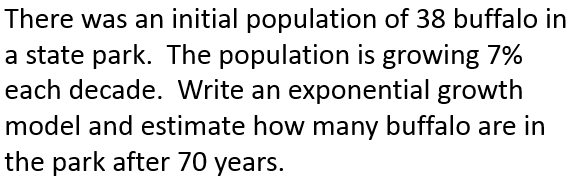 There was an initial population of 38 buffalo in
a state park.  The population is growing 7%
each decade.  Write an exponential growth
model and estimate how many buffalo are in
the park after 70 years.